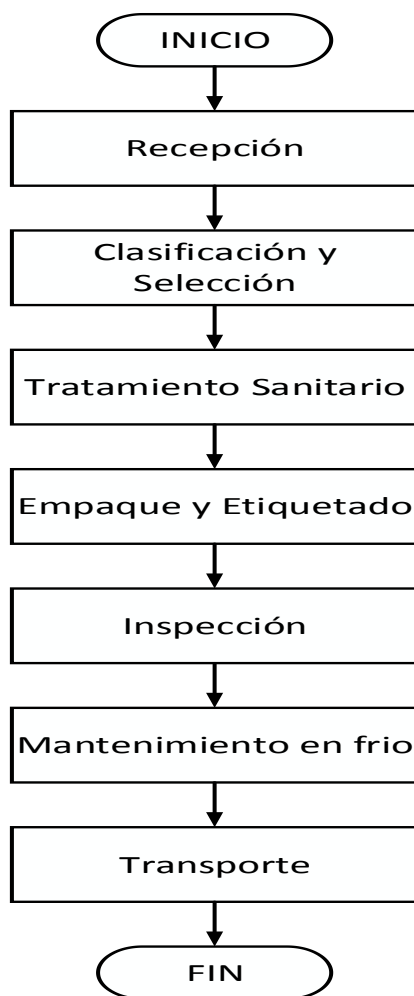 INICIO
Recepción
Clasificación y
Selección
Tratamiento Sanitario
Empaque y Etiquetado
Inspección
Mantenimiento en frio
Transporte
FIN